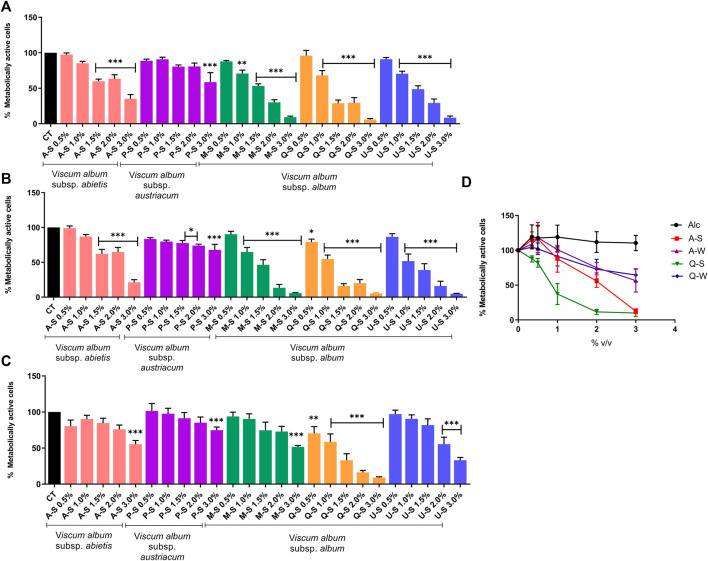 A
% Metabolically active cells
150
100
50
0
***
***
**
***
***
***
CT
A-S 0.5%
A-S 1.0%
A-S 1.5%
A-S 2.0%
A-S 3.0%
P-S 0.5%
P-S 1.0%
P-S 1.5%
P-S 2.0%
P-S 3.0%
M-S 0.5%
M-S 1.0%
M-S 1.5%
M-S 2.0%
M-S 3.0%
Q-S 0.5%
Q-S 1.0%
Q-S 1.5%
Q-S 2.0%
Q-S 3.0%
U-S 0.5%
U-S 1.0%
U-S 1.5%
U-S 2.0%
U-S 3.0%
Viscum album
subsp. abietis
Viscum album
subsp.
austriacum
Viscum album
subsp. album
B
% Metabolically active cells
150
100
50
0
***
*
***
***
*
***
***
CT
A-S 0.5%
A-S 1.0%
A-S 1.5%
A-S 2.0%
A-S 3.0%
P-S 0.5%
P-S 1.0%
P-S 1.5%
P-S 2.0%
P-S 3.0%
M-S 0.5%
M-S 1.0%
M-S 1.5%
M-S 2.0%
M-S 3.0%
Q-S 0.5%
Q-S 1.0%
Q-S 1.5%
Q-S 2.0%
Q-S 3.0%
U-S 0.5%
U-S 1.0%
U-S 1.5%
U-S 2.0%
U-S 3.0%
Viscum album
subsp. abietis
Viscum album
subsp.
austriacum
Viscum album
subsp. album
C
% Metabolically active cells
150
100
50
0
***
***
***
**
***
***
CT
A-S 0.5%
A-S 1.0%
A-S 1.5%
A-S 2.0%
A-S 3.0%
P-S 0.5%
P-S 1.0%
P-S 1.5%
P-S 2.0%
P-S 3.0%
M-S 0.5%
M-S 1.0%
M-S 1.5%
M-S 2.0%
M-S 3.0%
Q-S 0.5%
Q-S 1.0%
Q-S 1.5%
Q-S 2.0%
Q-S 3.0%
U-S 0.5%
U-S 1.0%
U-S 1.5%
U-S 2.0%
U-S 3.0%
Viscum album
subsp. abietis
Viscum album
subsp.
austriacum
Viscum album
subsp. album
D
% Metabolically active cells
150
100
50
0
0
1
2
3
4
% v/v
Alc
A-S
A-W
Q-S
Q-W